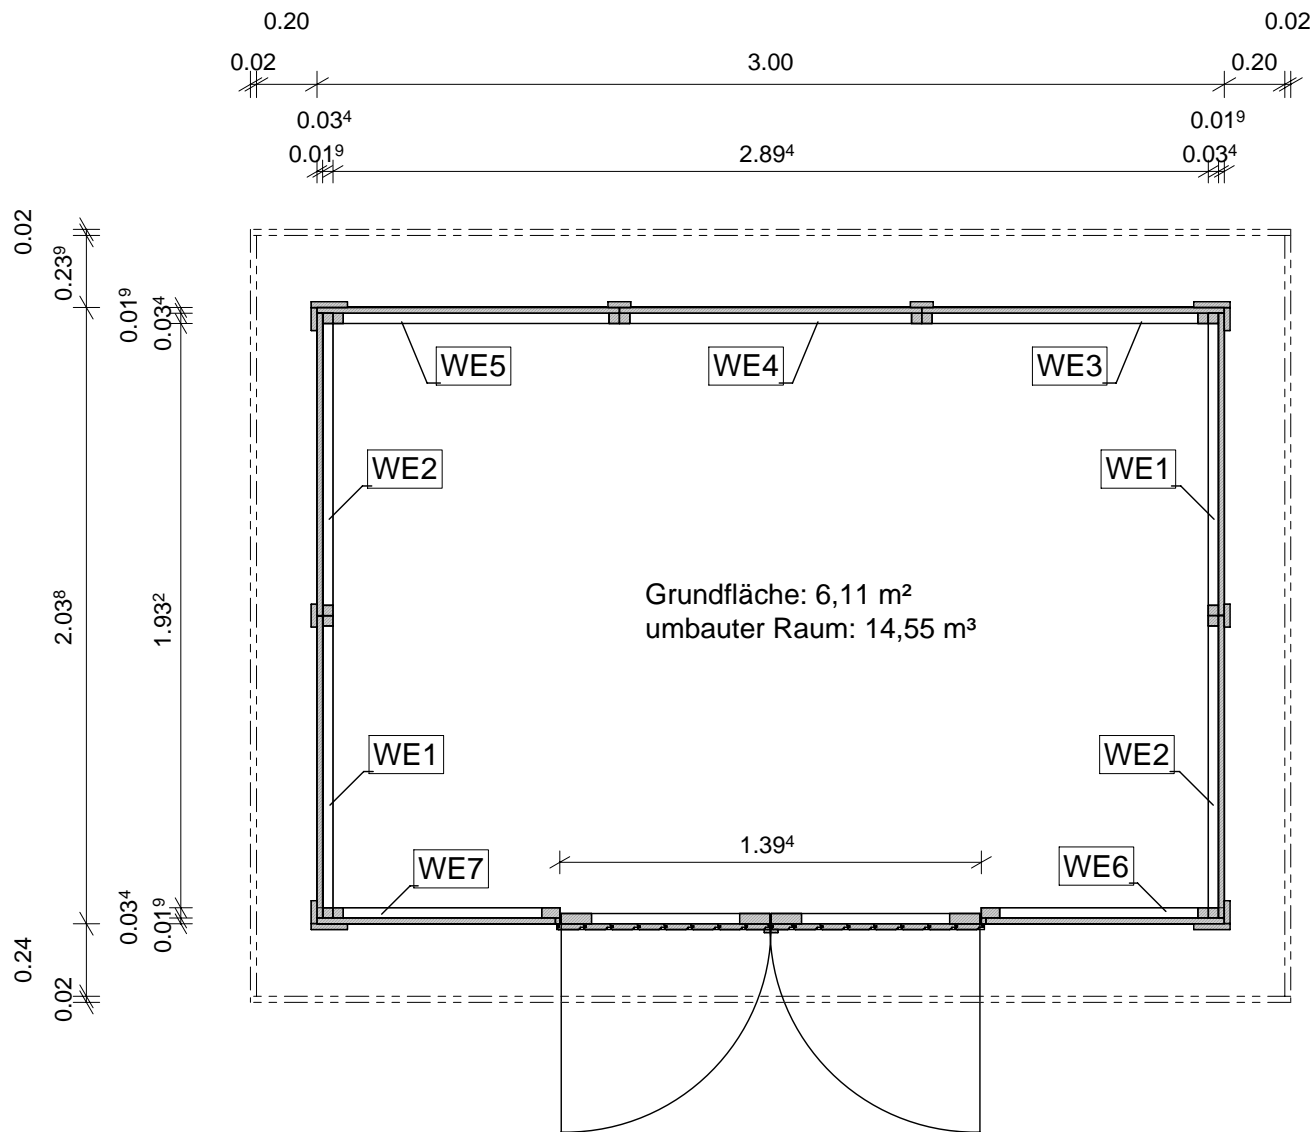 0.20 0.02
0.02 3.00 0.20
0.03⁴ 0.01⁹
0.01⁹ 2.89⁴ 0.03⁴
0.02
0.23⁹
0.01⁹
0.03⁴
WE5 WE4 WE3
WE2 WE1
Grundfläche: 6,11 m²
umbauter Raum: 14,55 m³
2.03⁸
1.93²
WE1 WE2
1.39⁴
WE7 WE6
0.03⁴
0.01⁹
0.24
0.02